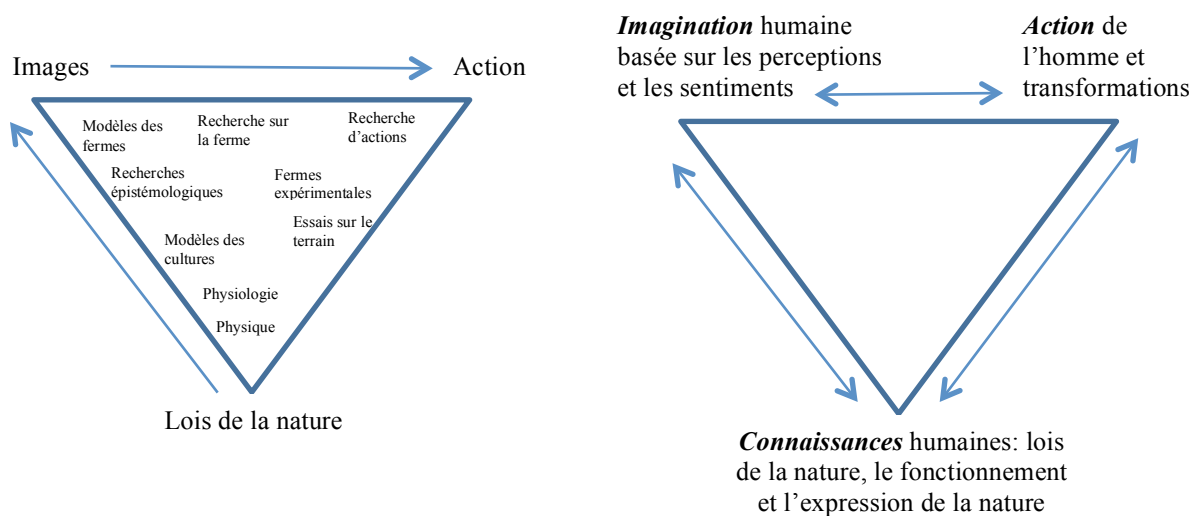 Images
Action
Modèles des
fermes
Recherche sur
la ferme
Recherche
d'actions
Recherches
épistémologiques
Fermes
expérimentales
Modèles des
cultures
Essais sur le
terrain
Physiologie
Physique
Lois de la nature
Imagination humaine
basée sur les perceptions
et les sentiments
Action de
l'homme et
transformations
Connaissances humaines: lois
de la nature, le fonctionnement
et l'expression de la nature